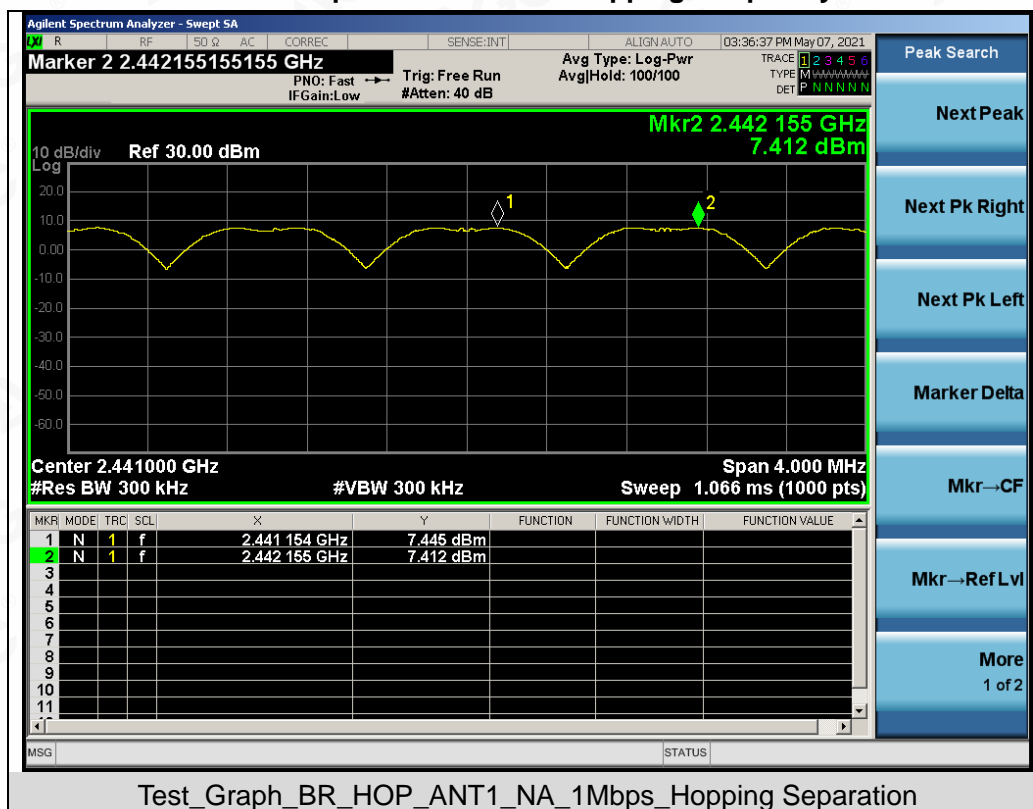 Agilent Spectrum Analyzer - Swept SA
LXI R RF 50 Ω AC CORREC SENSE:INT ALIGNAUTO 03:36:37 PM May 07, 2021
Marker 2 2.442155155155 GHz
PNO: Fast
IFGain:Low
Trig: Free Run
#Atten: 40 dB
Avg Type: Log-Pwr
Avg|Hold: 100/100
TRACE 1 2 3 4 5 6
TYPE M
DET P N N N N N
Mkr2 2.442 155 GHz
7.412 dBm
10 dB/div Ref 30.00 dBm
Log
20.0
10.0
0.00
-10.0
-20.0
-30.0
-40.0
-50.0
-60.0
1
2
Center 2.441000 GHz Span 4.000 MHz
#Res BW 300 kHz #VBW 300 kHz Sweep 1.066 ms (1000 pts)
MKR MODE TRC SCL X Y FUNCTION FUNCTION WIDTH FUNCTION VALUE
1 N 1 f 2.441 154 GHz 7.445 dBm
2 N 1 f 2.442 155 GHz 7.412 dBm
3
4
5
6
7
8
9
10
11
MSG STATUS
Peak Search
Next Peak
Next Pk Right
Next Pk Left
Marker Delta
Mkr→CF
Mkr→Ref Lvl
More
1 of 2
Test_Graph_BR_HOP_ANT1_NA_1Mbps_Hopping Separation